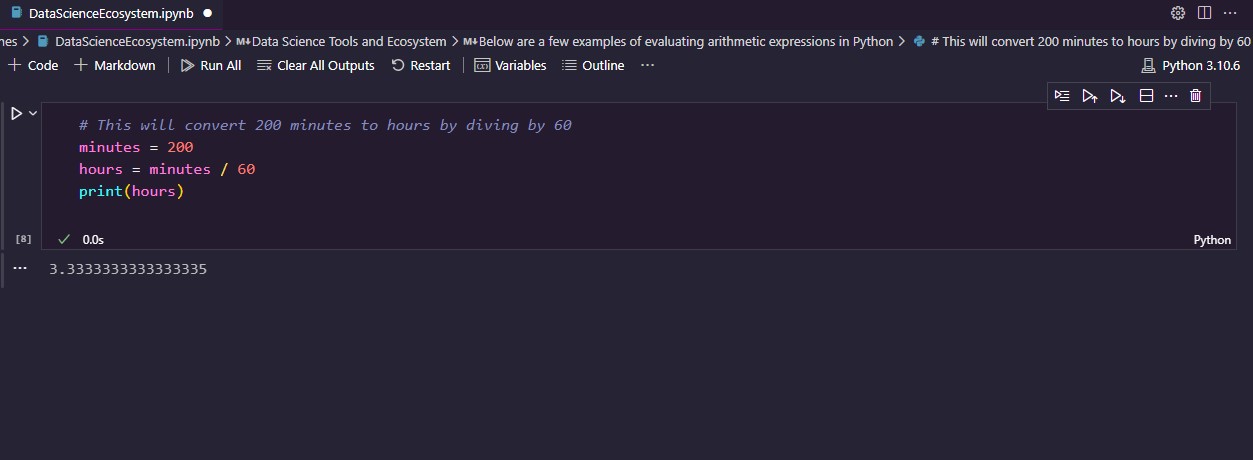 DataScienceEcosystem.ipynb
nes > DataScienceEcosystem.ipynb > M↓Data Science Tools and Ecosystem > M↓Below are a few examples of evaluating arithmetic expressions in Python > # This will convert 200 minutes to hours by diving by 60
+ Code + Markdown | Run All Clear All Outputs Restart | Variables Outline ... Python 3.10.6
# This will convert 200 minutes to hours by diving by 60
minutes = 200
hours = minutes / 60
print(hours)
[8] ✓ 0.0s Python
... 3.3333333333333335